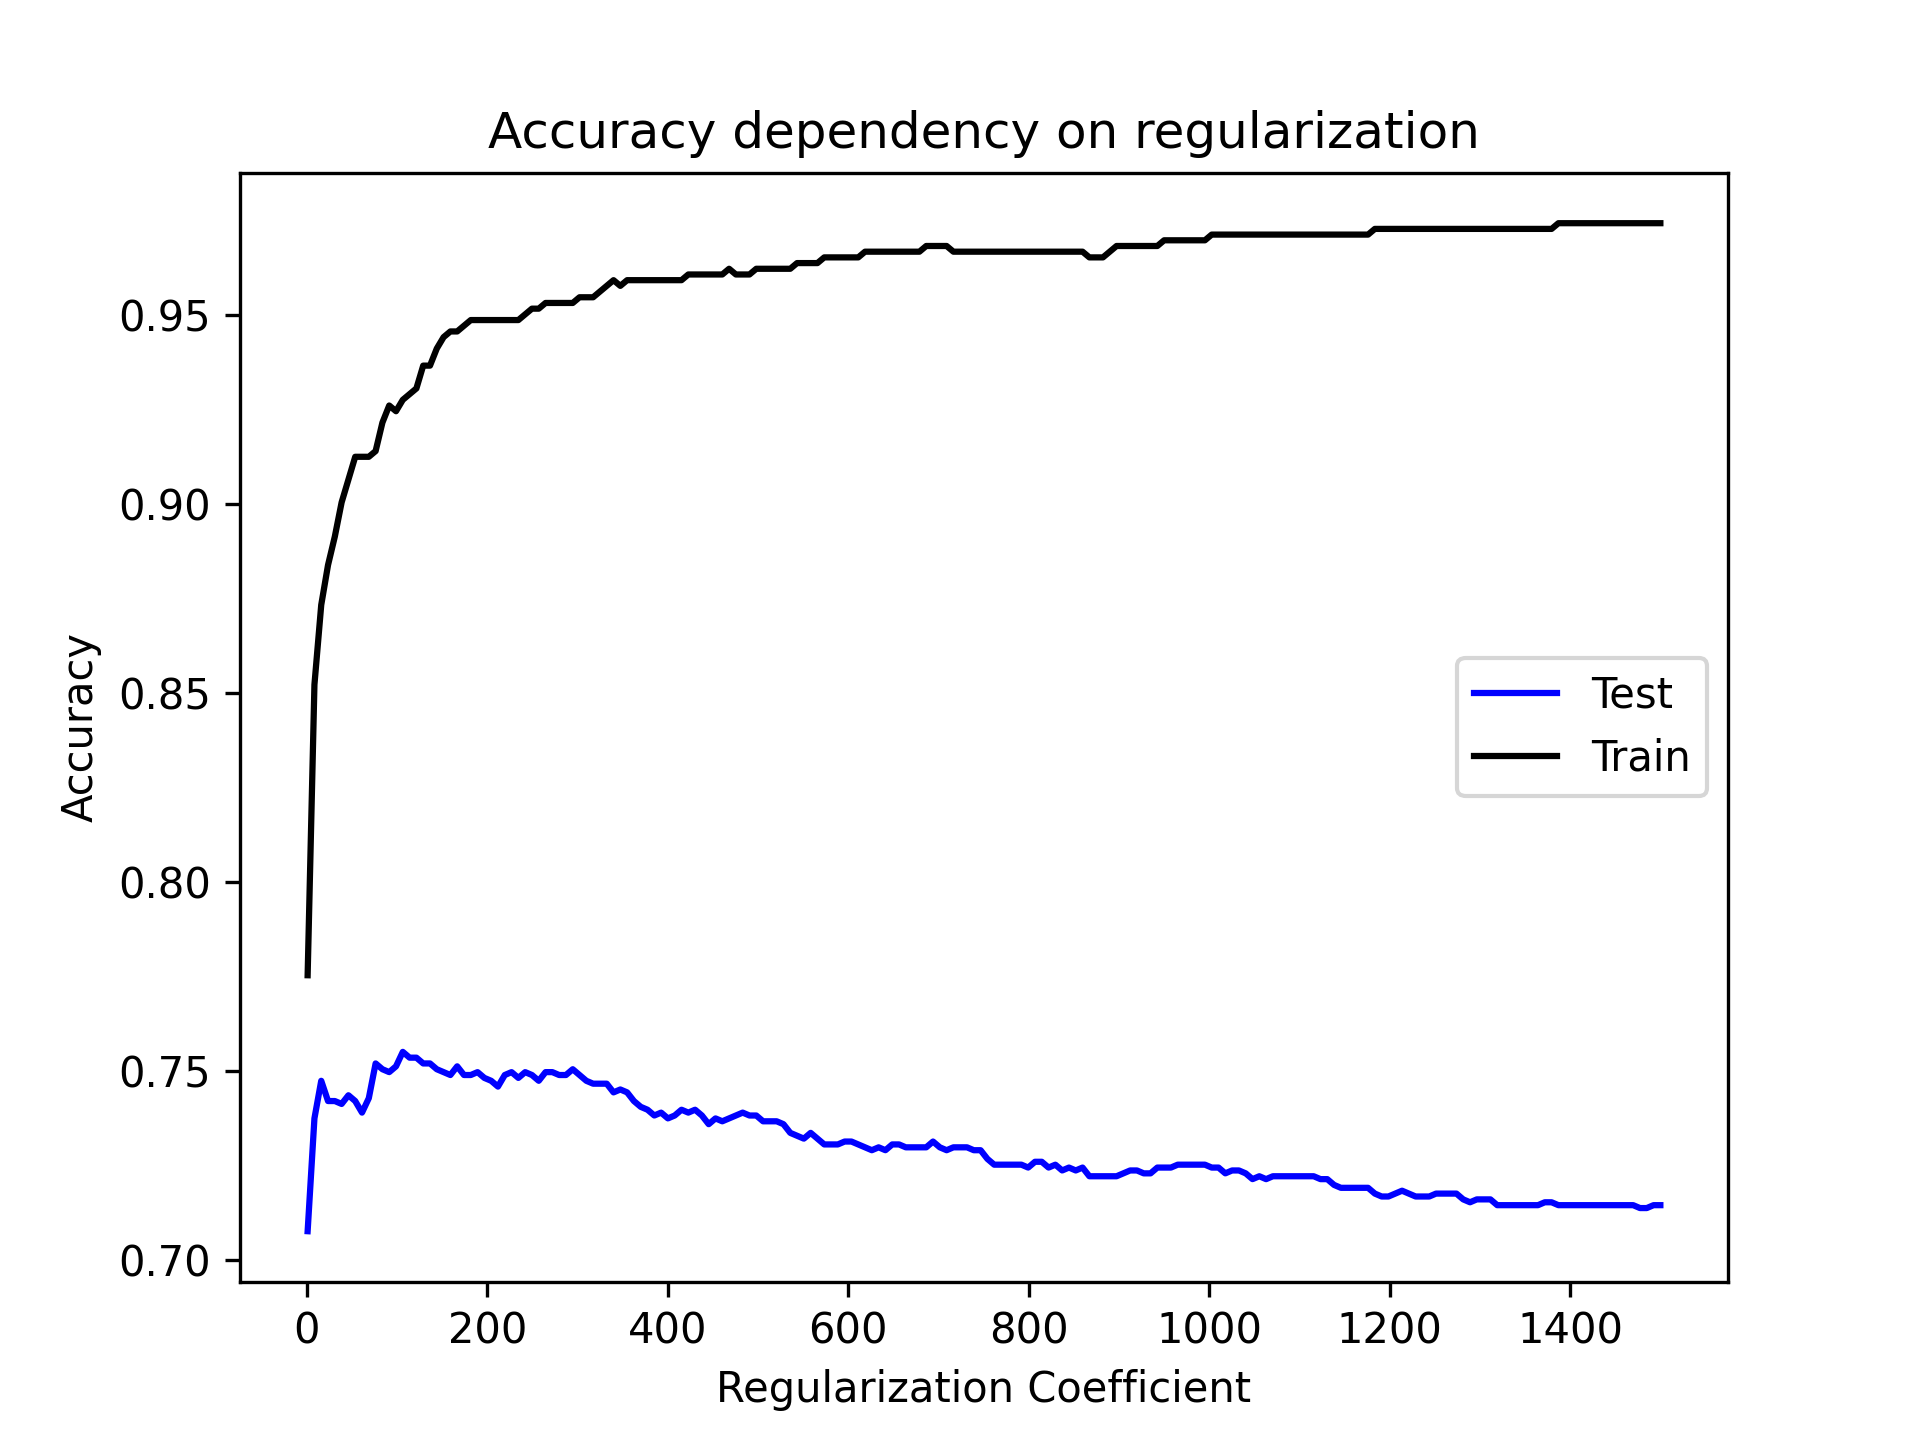 Accuracy dependency on regularization
Accuracy
0.95
0.90
0.85
0.80
0.75
0.70
Test
Train
0 200 400 600 800 1000 1200 1400
Regularization Coefficient